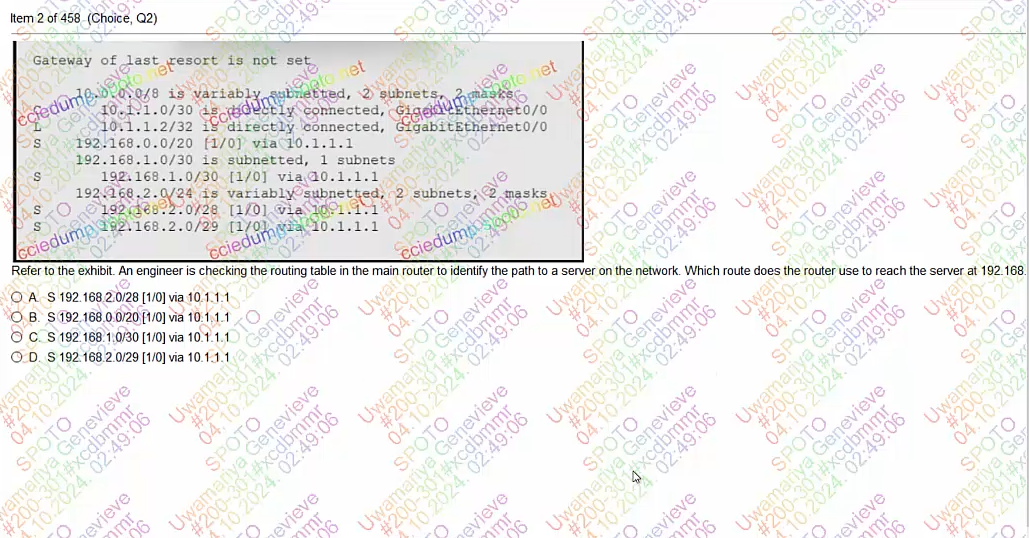 Item 2 of 458 (Choice, Q2)
Gateway of last resort is not set
10.0.0.0/8 is variably subnetted, 2 subnets, 2 masks
C 10.1.1.0/30 is directly connected, GigabitEthernet0/0
L 10.1.1.2/32 is directly connected, GigabitEthernet0/0
S 192.168.0.0/20 [1/0] via 10.1.1.1
192.168.1.0/30 is subnetted, 1 subnets
S 192.168.1.0/30 [1/0] via 10.1.1.1
192.168.2.0/24 is variably subnetted, 2 subnets, 2 masks
S 192.168.2.0/28 [1/0] via 10.1.1.1
S 192.168.2.0/29 [1/0] via 10.1.1.1
Refer to the exhibit. An engineer is checking the routing table in the main router to identify the path to a server on the network. Which route does the router use to reach the server at 192.168.
A. S 192.168.2.0/28 [1/0] via 10.1.1.1
B. S 192.168.0.0/20 [1/0] via 10.1.1.1
C. S 192.168.1.0/30 [1/0] via 10.1.1.1
D. S 192.168.2.0/29 [1/0] via 10.1.1.1